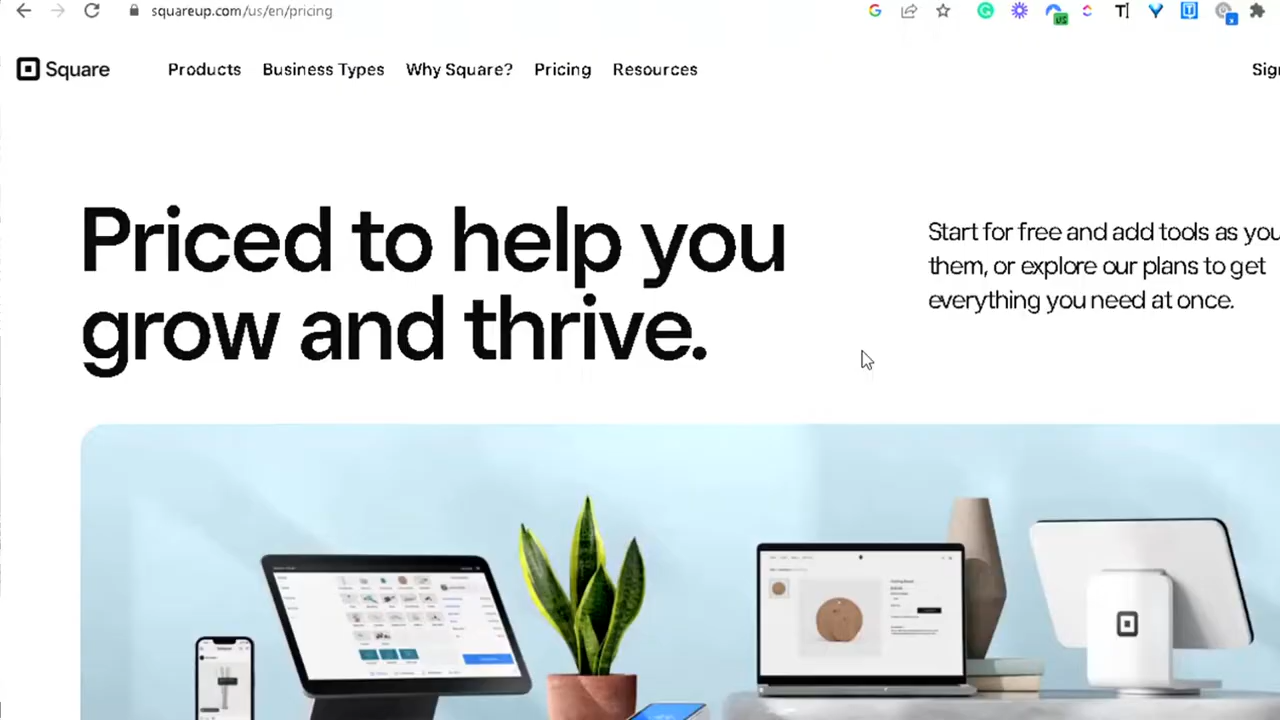 squareup.com/us/en/pricing
Square
Products
Business Types
Why Square?
Pricing
Resources
Sig
Priced to help you
grow and thrive.
Start for free and add tools as you
them, or explore our plans to get
everything you need at once.